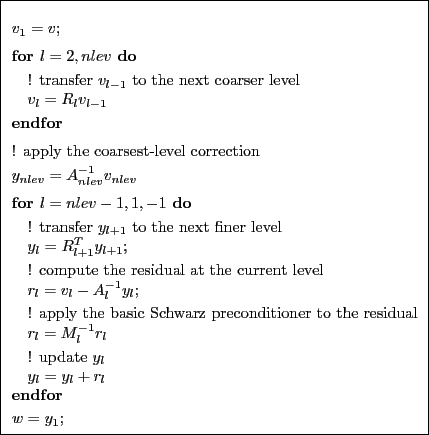 v_1 = v;
for l = 2, nlev do
! transfer v_{l-1} to the next coarser level
v_l = R_l v_{l-1}
endfor
! apply the coarsest-level correction
y_{nlev} = A_{nlev}^{-1} v_{nlev}
for l = nlev - 1, 1, -1 do
! transfer y_{l+1} to the next finer level
y_l = R_{l+1}^T y_{l+1};
! compute the residual at the current level
r_l = v_l - A_l^{-1} y_l;
! apply the basic Schwarz preconditioner to the residual
r_l = M_l^{-1} r_l
! update y_l
y_l = y_l + r_l
endfor
w = y_1;